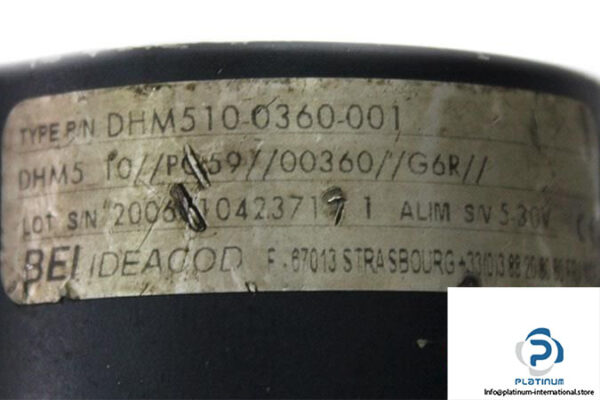 TYPE P/N DHM510-0360-001
DHM5 10//PG59//00360//G6R//
LOT S/N ALIM S/V 5-30V
BEI IDEACOD F-67013 STRASBOURG
PLATINUM
Info@platinum-international.store